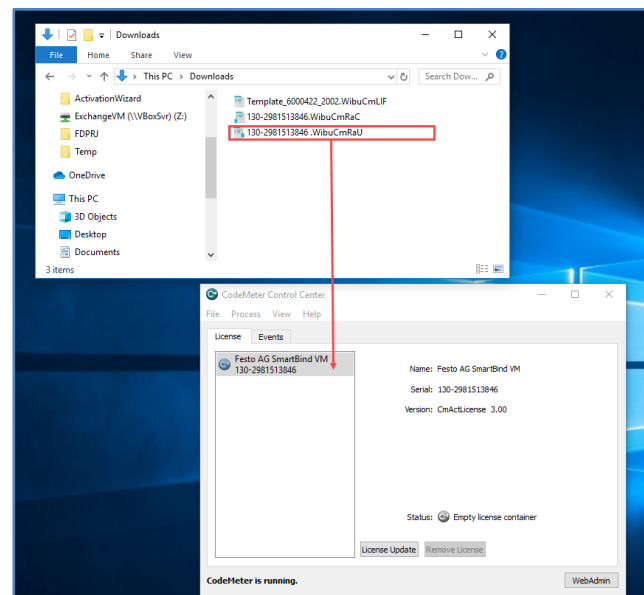 Downloads
File Home Share View
This PC > Downloads
Search Dow...
ActivationWizard
ExchangeVM (\\VBoxSvr) (Z:)
FDPRJ
Temp
OneDrive
This PC
3D Objects
Desktop
Documents
Template_6000422_2002.WibuCmLIF
130-2981513846.WibuCmRaC
130-2981513846 .WibuCmRaU
3 items
CodeMeter Control Center
File Process View Help
License Events
Festo AG SmartBind VM
130-2981513846
Name: Festo AG SmartBind VM
Serial: 130-2981513846
Version: CmActLicense 3.00
Status: Empty license container
License Update Remove License
CodeMeter is running.
WebAdmin